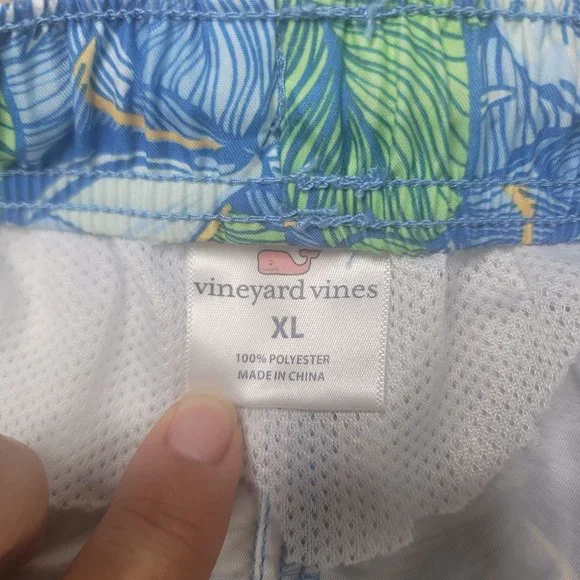 vineyard vines
XL
100% POLYESTER
MADE IN CHINA